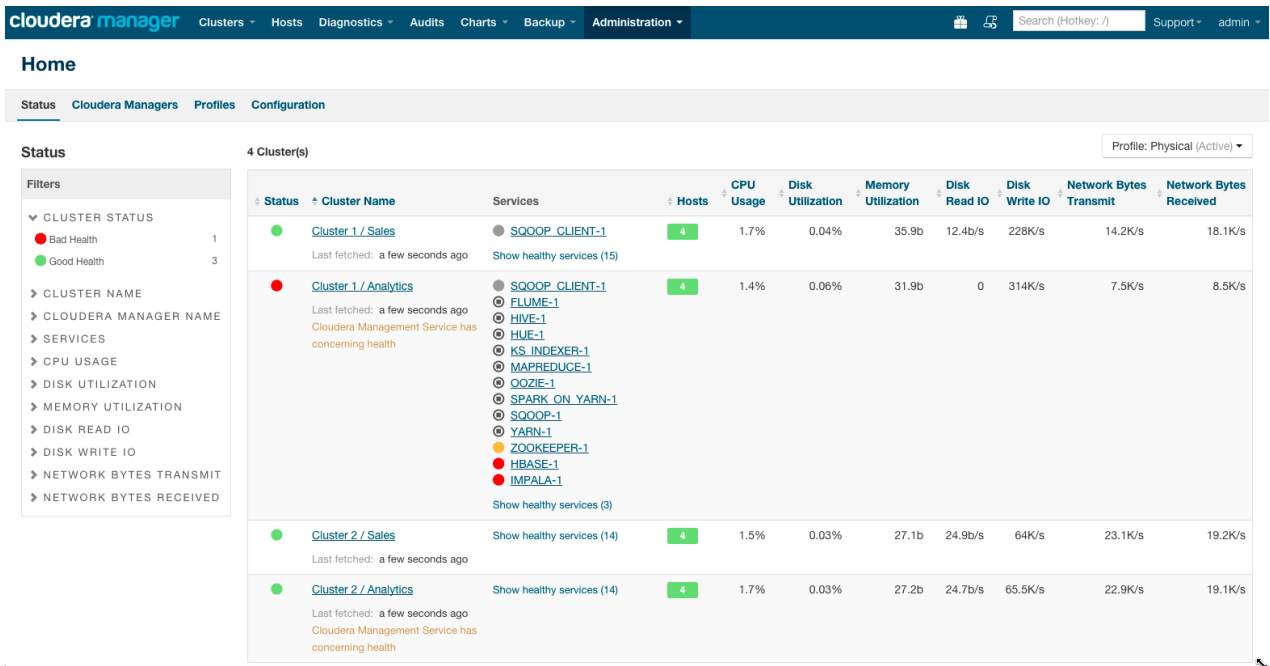 cloudera manager Clusters Hosts Diagnostics Audits Charts Backup Administration Search (Hotkey: /) Support admin
Home
Status Cloudera Managers Profiles Configuration
Status
4 Cluster(s)
Profile: Physical (Active)
Filters
CLUSTER STATUS
Bad Health 1
Good Health 3
CLUSTER NAME
CLOUDERA MANAGER NAME
SERVICES
CPU USAGE
DISK UTILIZATION
MEMORY UTILIZATION
DISK READ IO
DISK WRITE IO
NETWORK BYTES TRANSMIT
NETWORK BYTES RECEIVED
CPU Disk Memory Disk Disk Network Bytes Network Bytes
Status Cluster Name Services Hosts Usage Utilization Utilization Read IO Write IO Transmit Received
Cluster 1 / Sales SQOOP_CLIENT-1 4 1.7% 0.04% 35.9b 12.4b/s 228K/s 14.2K/s 18.1K/s
Last fetched: a few seconds ago Show healthy services (15)
Cluster 1 / Analytics SQOOP_CLIENT-1 4 1.4% 0.06% 31.9b 0 314K/s 7.5K/s 8.5K/s
FLUME-1
Last fetched: a few seconds ago
HIVE-1
Cloudera Management Service has
HUE-1
concerning health
KS_INDEXER-1
MAPREDUCE-1
OOZIE-1
SPARK_ON_YARN-1
SQOOP-1
YARN-1
ZOOKEEPER-1
HBASE-1
IMPALA-1
Show healthy services (3)
Cluster 2 / Sales Show healthy services (14) 4 1.5% 0.03% 27.1b 24.9b/s 64K/s 23.1K/s 19.2K/s
Last fetched: a few seconds ago
Cluster 2 / Analytics Show healthy services (14) 4 1.7% 0.03% 27.2b 24.7b/s 65.5K/s 22.9K/s 19.1K/s
Last fetched: a few seconds ago
Cloudera Management Service has
concerning health